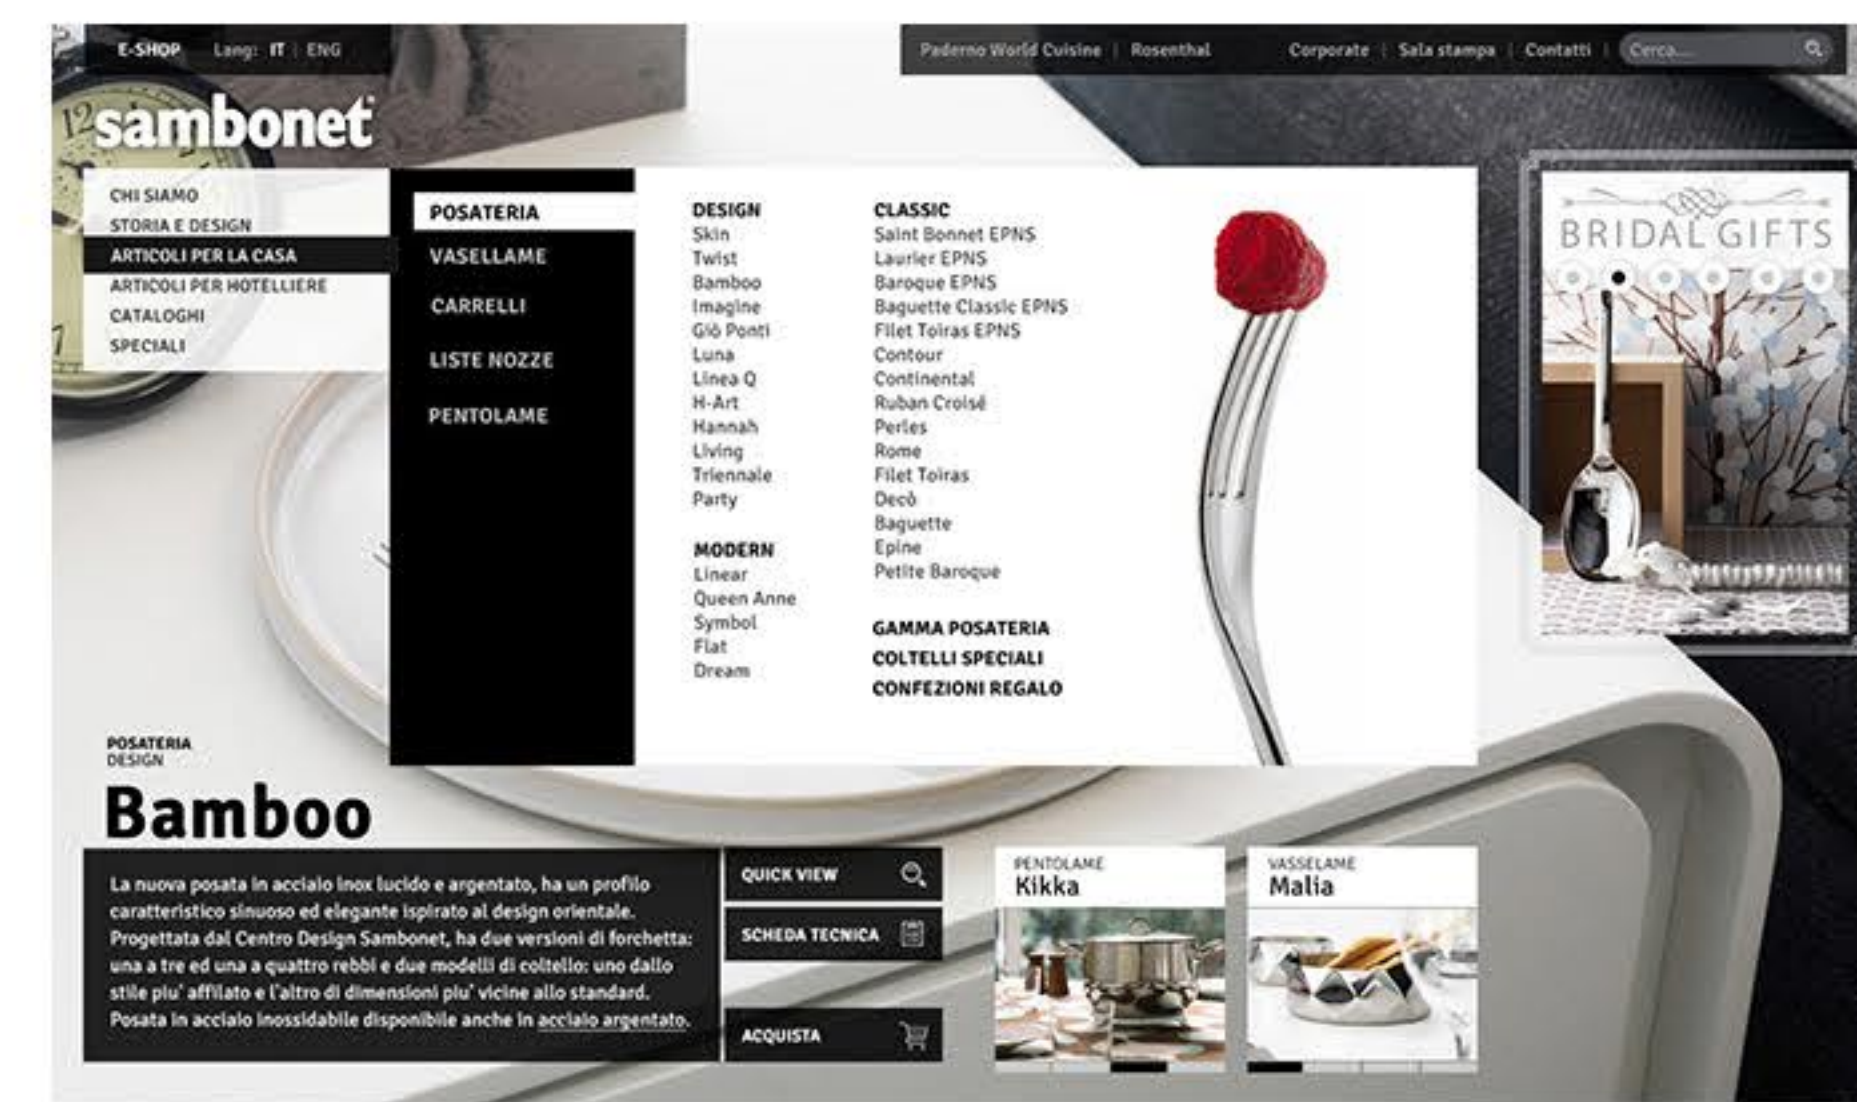 E-SHOP Lang: IT | ENG
Paderno World Cuisine | Rosenthal Corporate | Sala stampa | Contatti | Cerca....
sambonet
CHI SIAMO
STORIA E DESIGN
ARTICOLI PER LA CASA
ARTICOLI PER HOTELLIERE
CATALOGHI
SPECIALI
POSATERIA
VASELLAME
CARRELLI
LISTE NOZZE
PENTOLAME
DESIGN
Skin
Twist
Bamboo
Imagine
Giò Ponti
Luna
Linea Q
H-Art
Hannah
Living
Triennale
Party
MODERN
Linear
Queen Anne
Symbol
Flat
Dream
CLASSIC
Saint Bonnet EPNS
Laurier EPNS
Baroque EPNS
Baguette Classic EPNS
Filet Toiras EPNS
Contour
Continental
Ruban Croisé
Perles
Rome
Filet Toiras
Decò
Baguette
Epine
Petite Baroque
GAMMA POSATERIA
COLTELLI SPECIALI
CONFEZIONI REGALO
BRIDAL GIFTS
POSATERIA
DESIGN
Bamboo
La nuova posata in acciaio inox lucido e argentato, ha un profilo
caratteristico sinuoso ed elegante ispirato al design orientale.
Progettata dal Centro Design Sambonet, ha due versioni di forchetta:
una a tre ed una a quattro rebbi e due modelli di coltello: uno dallo
stile piu' affilato e l'altro di dimensioni piu' vicine allo standard.
Posata in acciaio inossidabile disponibile anche in acciaio argentato.
QUICK VIEW
SCHEDA TECNICA
ACQUISTA
PENTOLAME
Kikka
VASSELAME
Malia
12